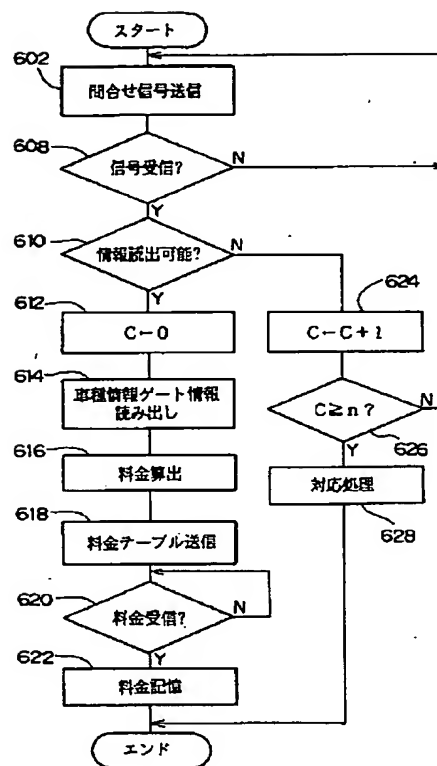 スタート
602
問合せ信号送信
608
信号受信?
N
Y
610
情報読出可能?
N
Y
612
C←0
624
C←C+1
614
車種情報ゲート情報
読み出し
C≧n?
N
626
Y
616
料金算出
対応処理
628
618
料金テーブル送信
620
料金受信?
N
Y
622
料金記憶
エンド